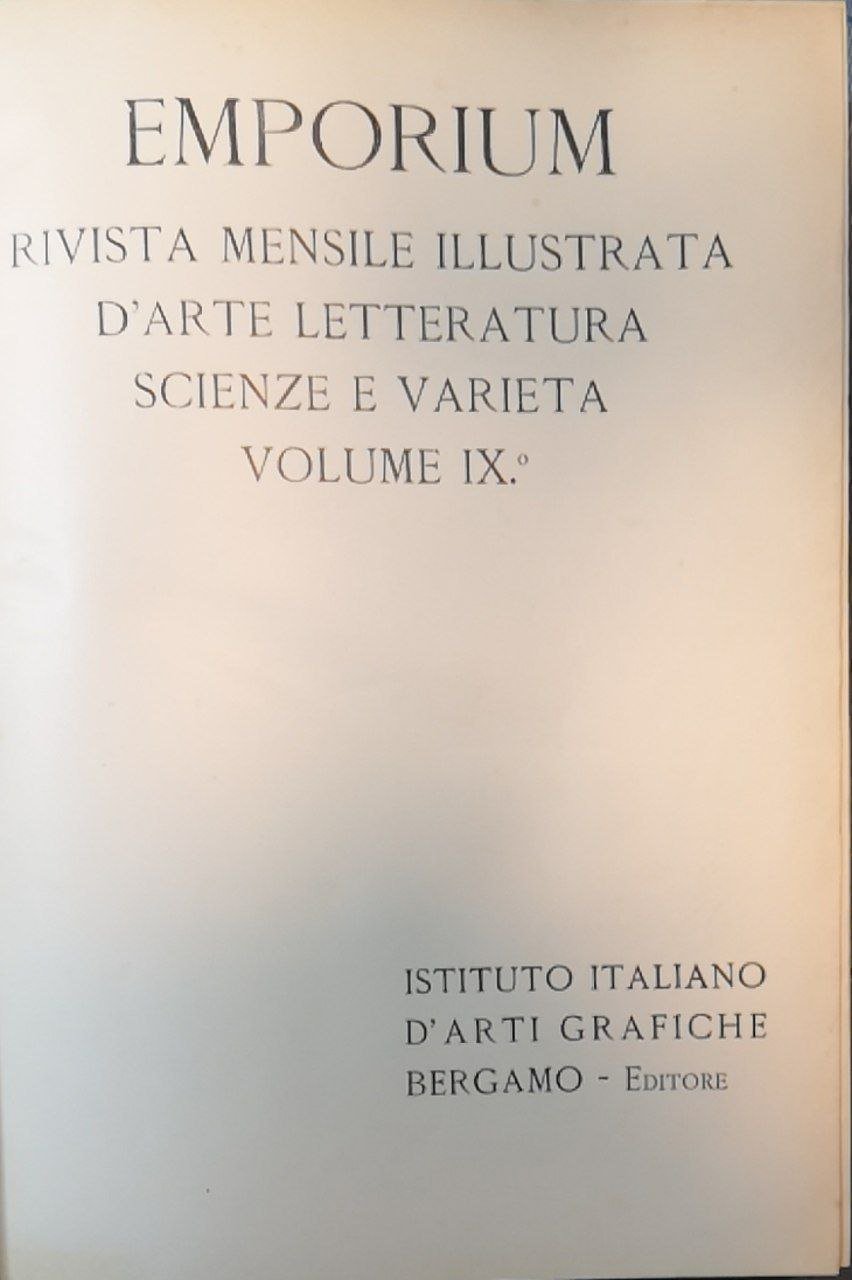 EMPORIUM
RIVISTA MENSILE ILLUSTRATA
D'ARTE LETTERATURA
SCIENZE E VARIETA
VOLUME IX.º
ISTITUTO ITALIANO
D'ARTI GRAFICHE
BERGAMO - EDITORE